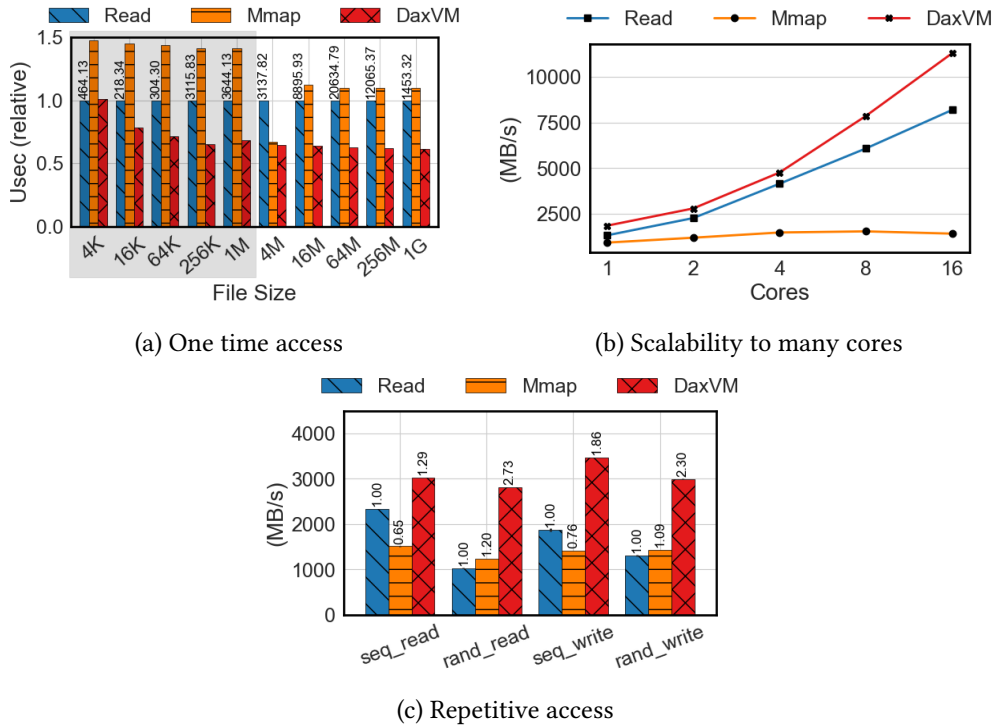 Read Mmap DaxVM
Usec (relative)
1.5
1.0
0.5
0.0
464.13
218.34
304.30
3115.83
3644.13
3137.82
8895.93
20634.79
12065.37
1453.32
4K 16K 64K 256K 1M 4M 16M 64M 256M 1G
File Size
(a) One time access
Read Mmap DaxVM
(MB/s)
10000
7500
5000
2500
1 2 4 8 16
Cores
(b) Scalability to many cores
Read Mmap DaxVM
(MB/s)
4000
3000
2000
1000
0
1.00 0.65 1.29
1.00 1.20 2.73
1.00 0.76 1.86
1.00 1.09 2.30
seq_read rand_read seq_write rand_write
(c) Repetitive access